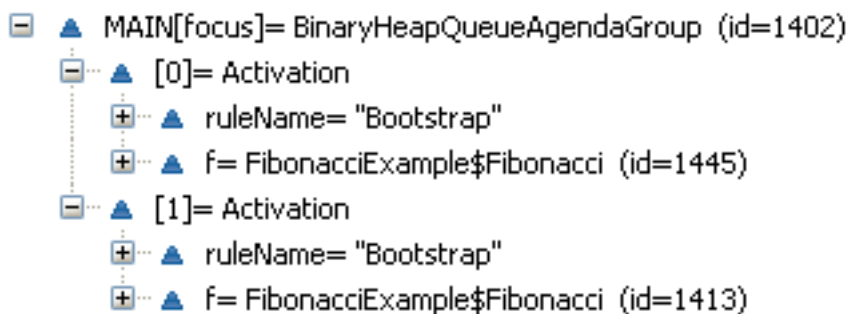 MAIN[focus]= BinaryHeapQueueAgendaGroup (id=1402)
[0]= Activation
ruleName= "Bootstrap"
f= FibonacciExample$Fibonacci (id=1445)
[1]= Activation
ruleName= "Bootstrap"
f= FibonacciExample$Fibonacci (id=1413)